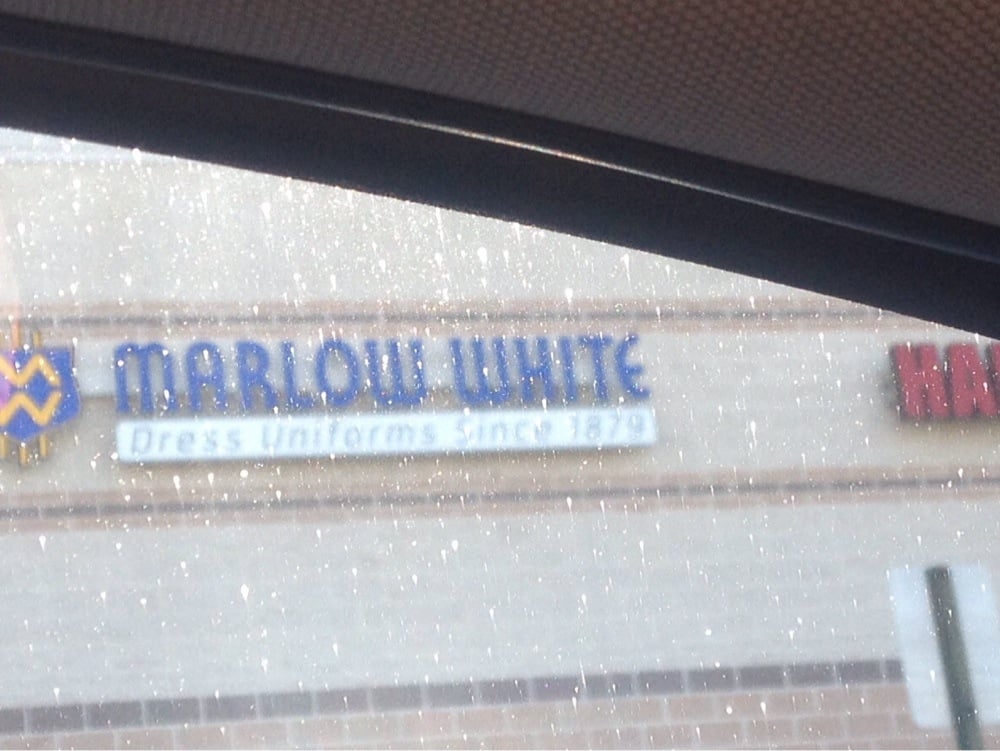 MARLOW WHITE
Dress Uniforms Since 1879